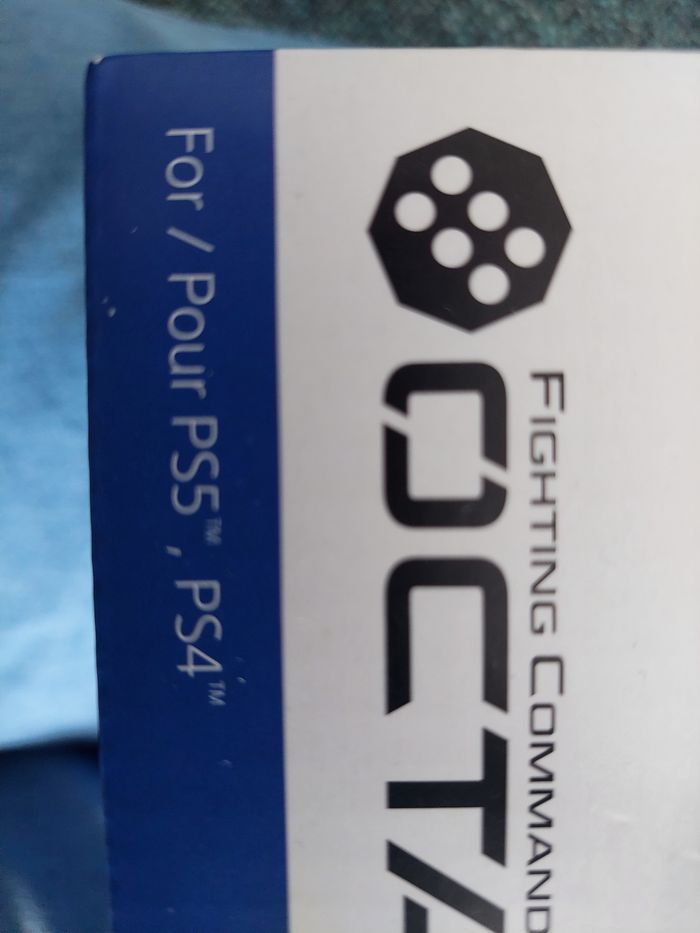 FIGHTING COMMAND
OCTA
For / Pour PS5™, PS4™